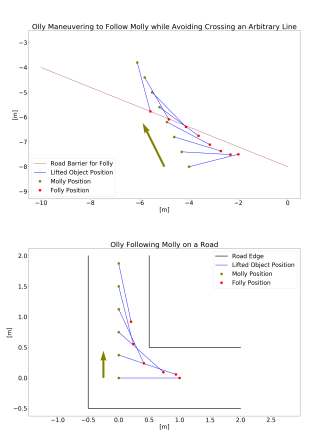 Olly Maneuvering to Follow Molly while Avoiding Crossing an Arbitrary Line
−3
−4
−5
−6
−7
−8
−9
[m]
Road Barrier for Folly
Lifted Object Position
Molly Position
Folly Position
−10
−8
−6
−4
−2
0
[m]
Olly Following Molly on a Road
2.0
1.5
1.0
0.5
0.0
−0.5
[m]
Road Edge
Lifted Object Position
Molly Position
Folly Position
−1.0
−0.5
0.0
0.5
1.0
1.5
2.0
2.5
[m]